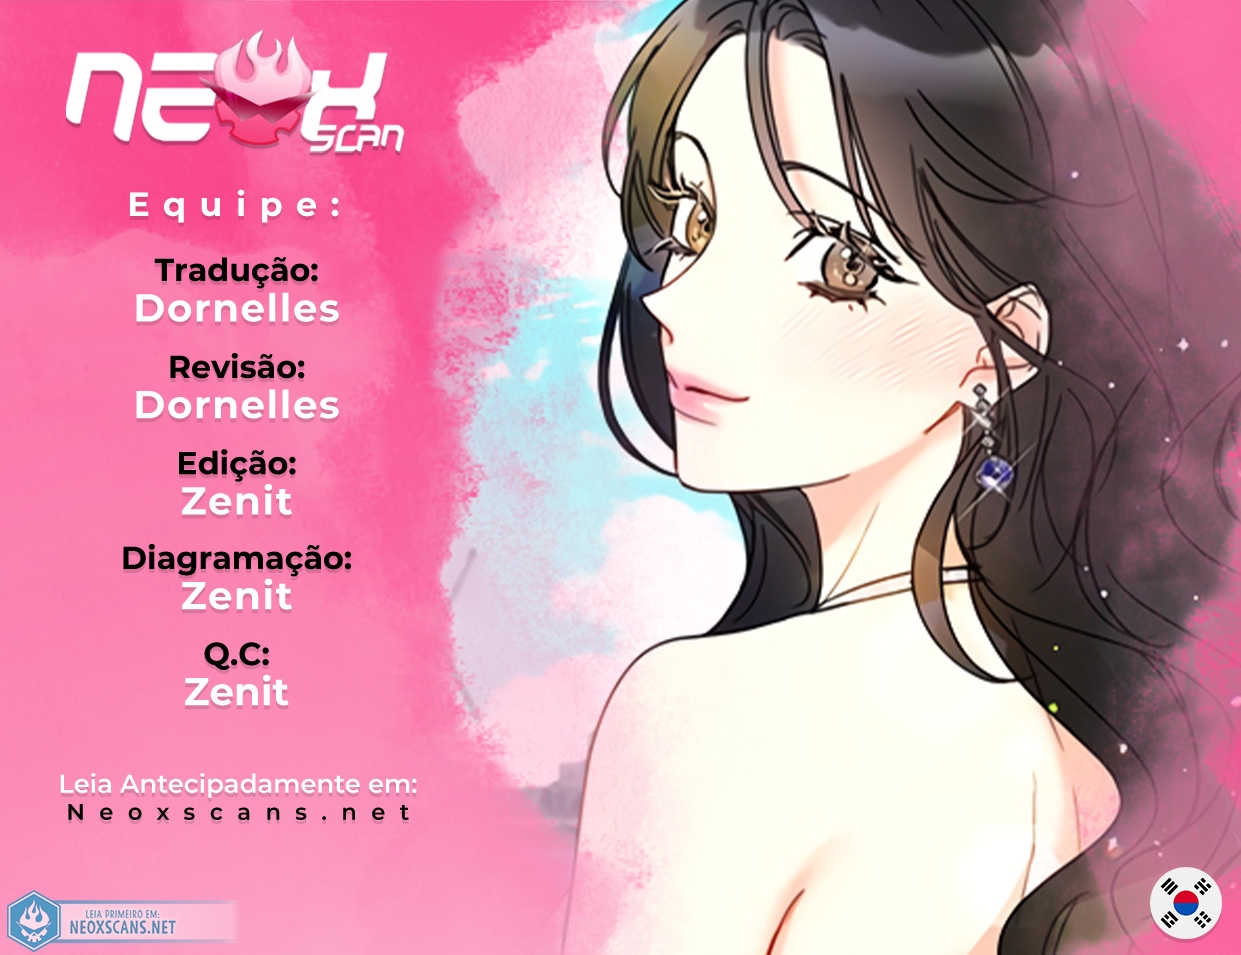 NEOX
SCAN
Equipe:
Tradução:
Dornelles
Revisão:
Dornelles
Edição:
Zenit
Diagramação:
Zenit
Q.C:
Zenit
Leia Antecipadamente em:
Neoxscans.net
LEIA PRIMEIRO EM:
NEOXSCANS.NET